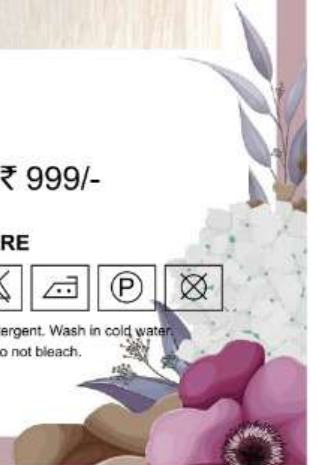 ₹ 999/-
RE
P
ergent. Wash in cold water.
o not bleach.